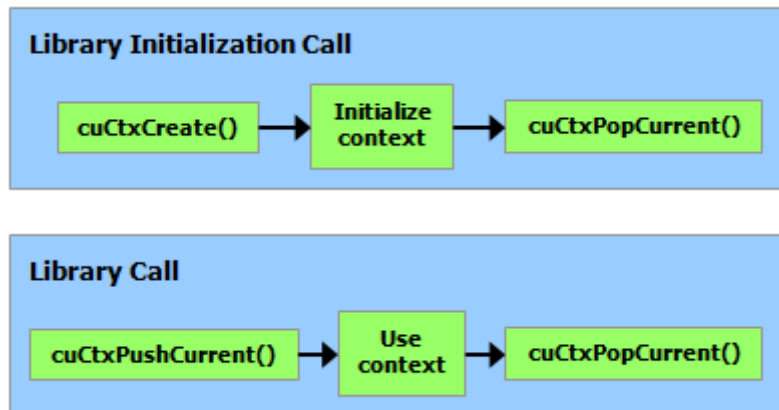 Library Initialization Call
cuCtxCreate()
Initialize
context
cuCtxPopCurrent()
Library Call
cuCtxPushCurrent()
Use
context
cuCtxPopCurrent()